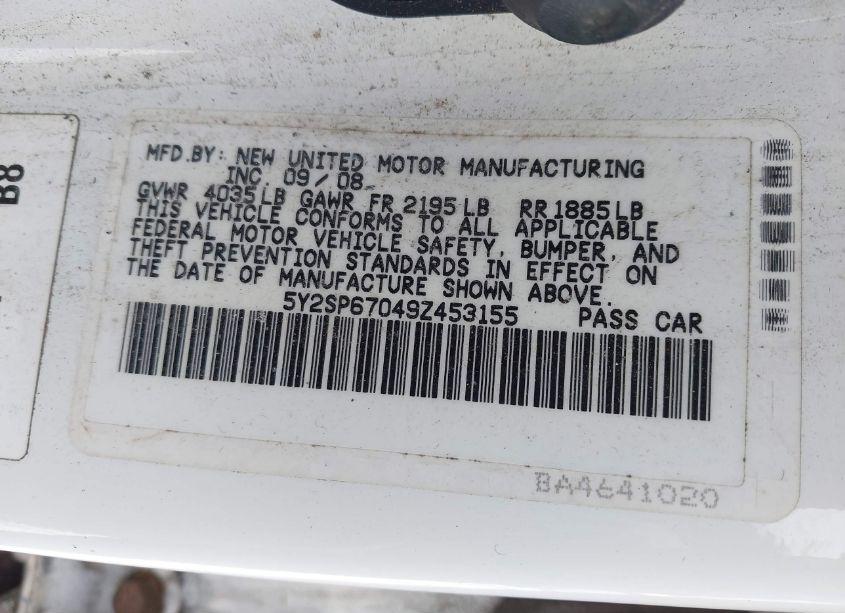 MFD.BY: NEW UNITED MOTOR MANUFACTURING
INC 09/08
GVWR 4035LB GAWR FR 2195LB RR1885LB
THIS VEHICLE CONFORMS TO ALL APPLICABLE
FEDERAL MOTOR VEHICLE SAFETY, BUMPER, AND
THEFT PREVENTION STANDARDS IN EFFECT ON
THE DATE OF MANUFACTURE SHOWN ABOVE.
5Y2SP67049Z453155 PASS CAR
BA4641020
B8